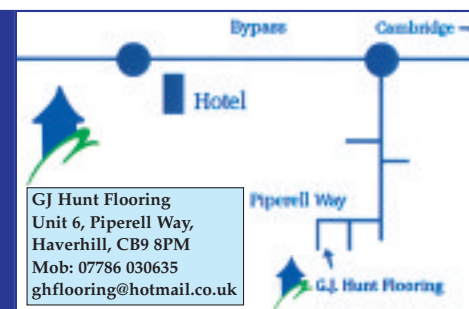 Bypass
Cambridge
Hotel
GJ Hunt Flooring
Unit 6, Piperell Way,
Haverhill, CB9 8PM
Mob: 07786 030635
ghflooring@hotmail.co.uk
Piperell Way
G.J. Hunt Flooring